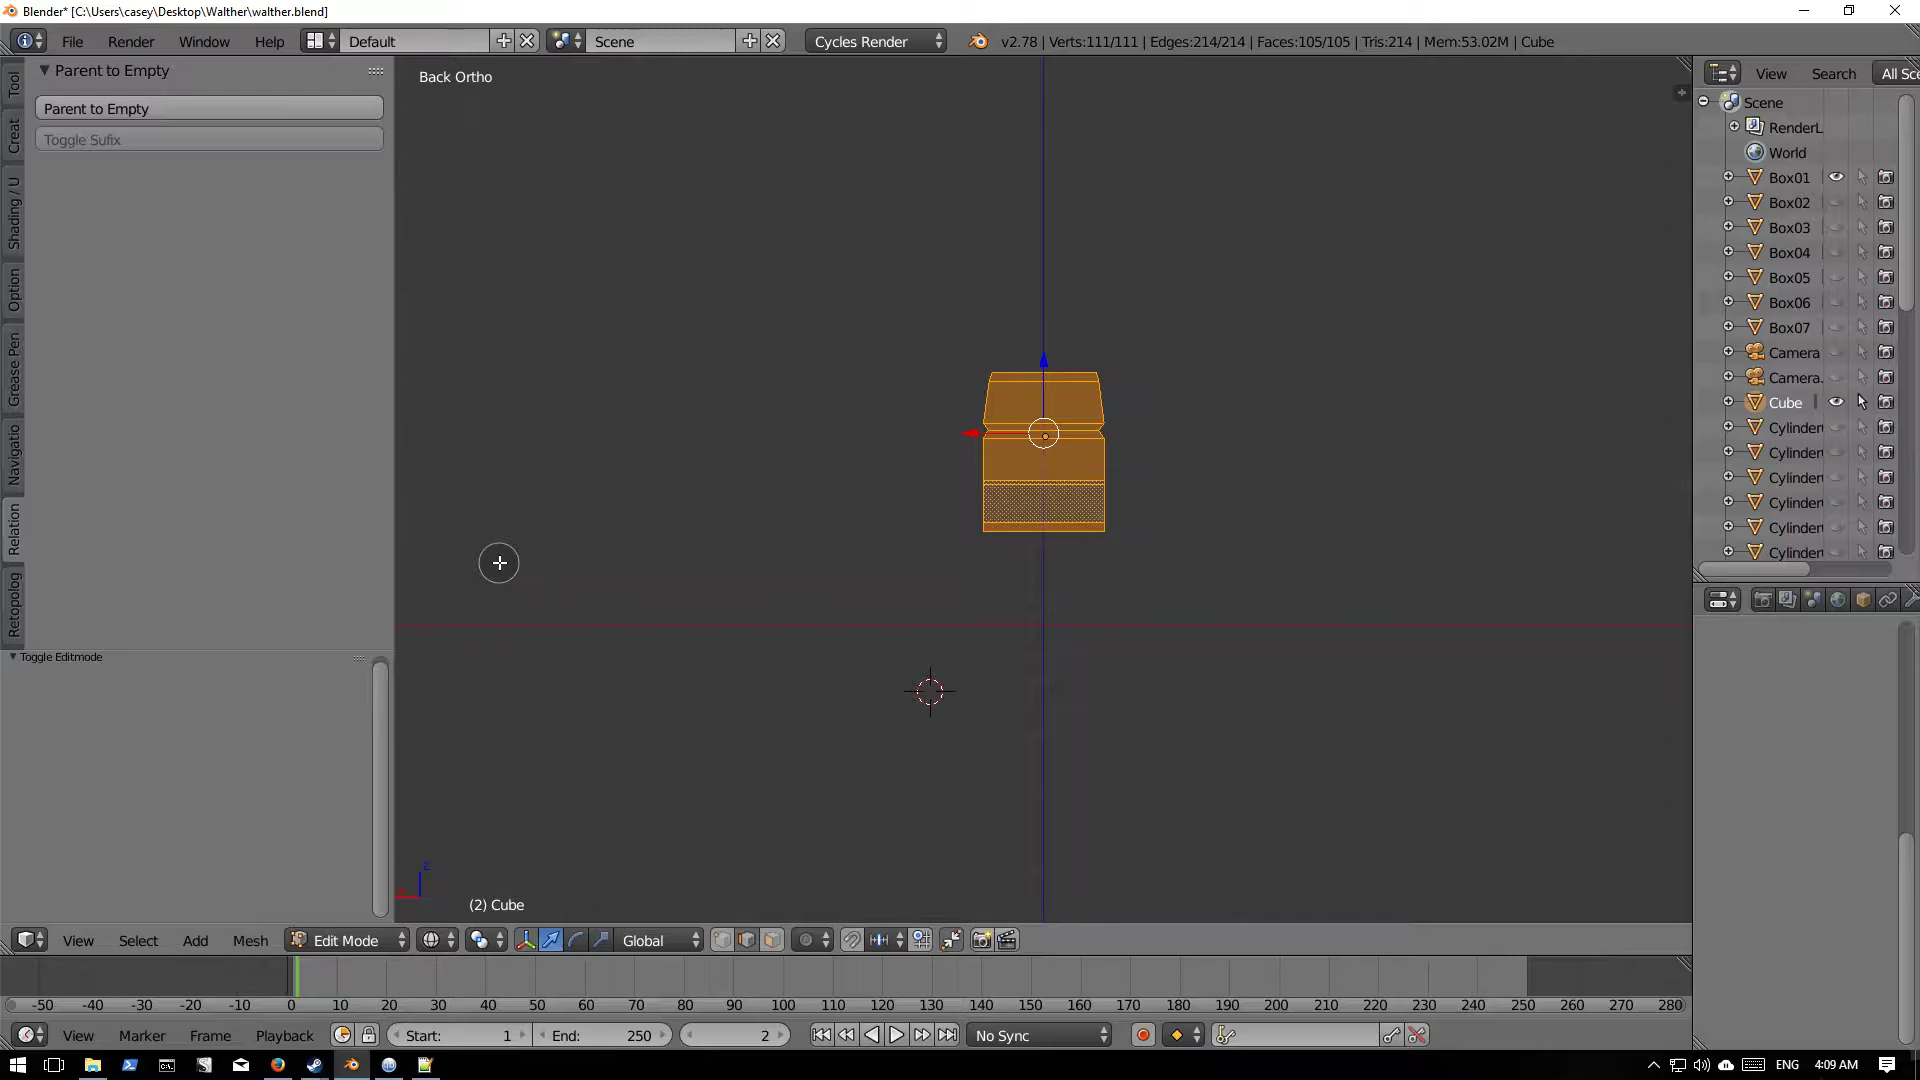 Blender* [C:\Users\casey\Desktop\Walther\walther.blend]
File Render Window Help Default Scene Cycles Render v2.78 | Verts:111/111 | Edges:214/214 | Faces:105/105 | Tris:214 | Mem:53.02M | Cube
Parent to Empty
Parent to Empty
Toggle Sufix
Tool
Creat
Shading / U
Option
Grease Pen
Navigatio
Relation
Retopolog
Toggle Editmode
Back Ortho
z
(2) Cube
View Search All Sce
Scene
RenderL
World
Box01
Box02
Box03
Box04
Box05
Box06
Box07
Camera
Camera.
Cube
Cylinder
Cylinder
Cylinder
Cylinder
Cylinder
Cylinder
View Select Add Mesh Edit Mode Global
-50 -40 -30 -20 -10 0 10 20 30 40 50 60 70 80 90 100 110 120 130 140 150 160 170 180 190 200 210 220 230 240 250 260 270 280
View Marker Frame Playback Start: 1 End: 250 2 No Sync
ENG 4:09 AM